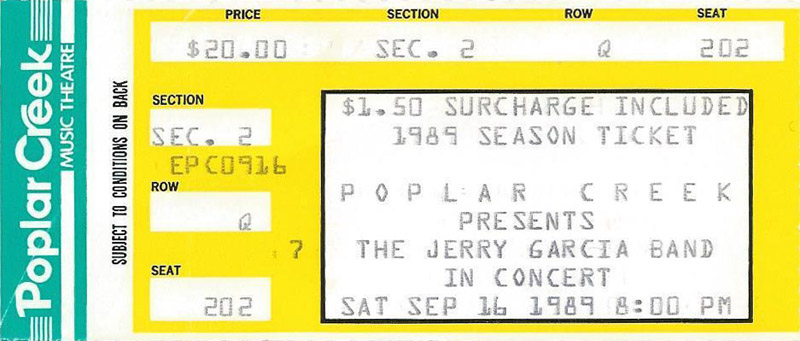 Poplar Creek
MUSIC THEATRE
SUBJECT TO CONDITIONS ON BACK
PRICE SECTION ROW SEAT
$20.00 SEC. 2 Q 202
SECTION
SEC. 2
EPC0916
ROW
Q
7
SEAT
202
$1.50 SURCHARGE INCLUDED
1989 SEASON TICKET
POPLAR CREEK
PRESENTS
THE JERRY GARCIA BAND
IN CONCERT
SAT SEP 16 1989 8:00 PM